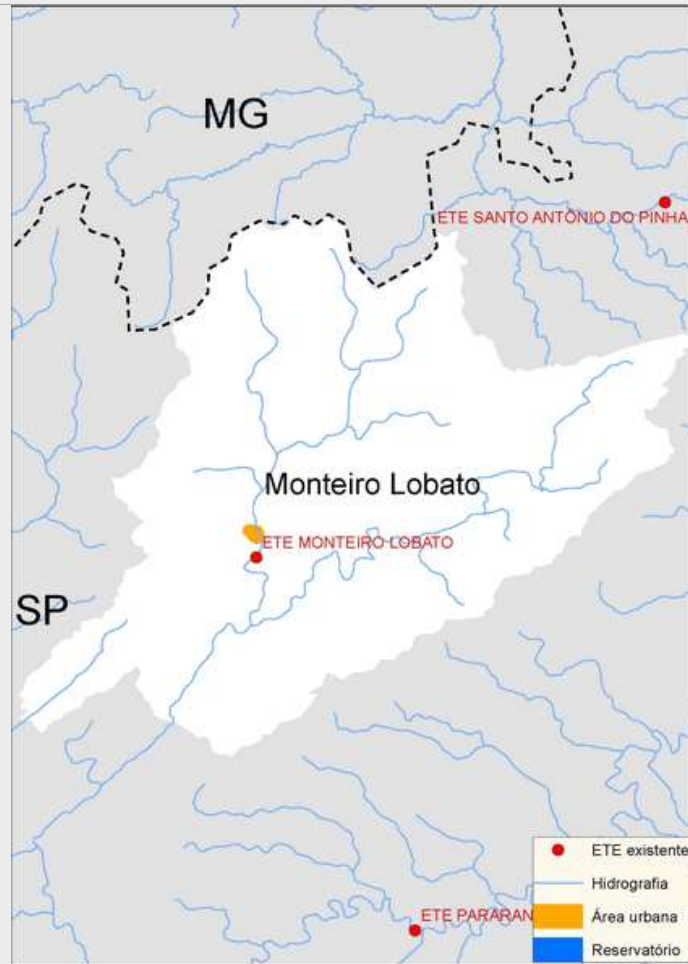 MG
ETE SANTO ANTÔNIO DO PINHA
Monteiro Lobato
ETE MONTEIRO LOBATO
SP
ETE PARARAN
ETE existente
Hidrografia
Área urbana
Reservatório